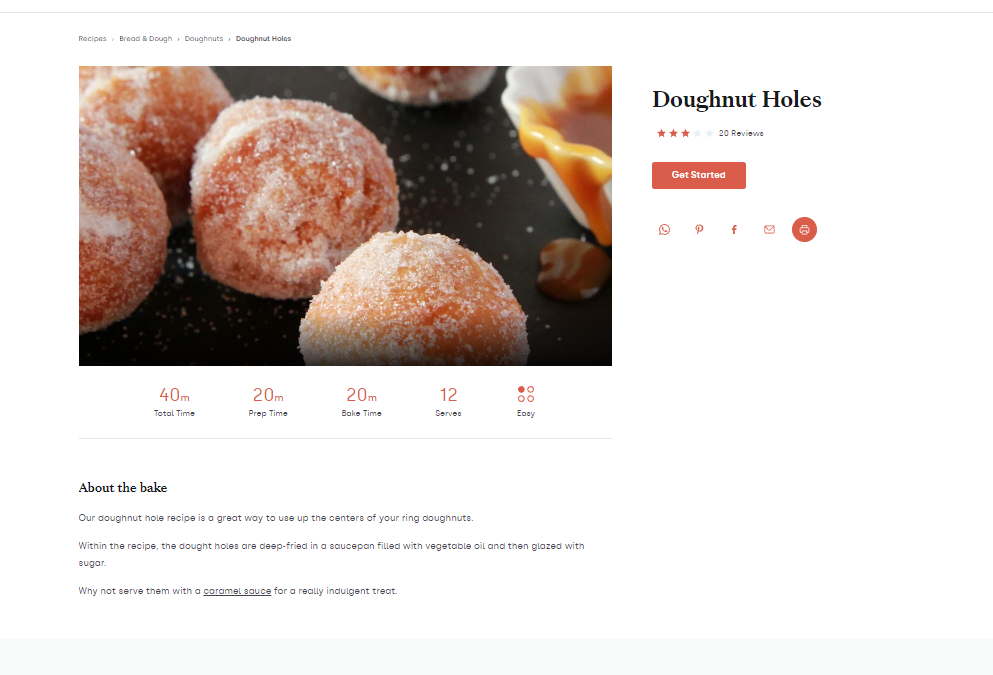 Recipes › Bread & Dough › Doughnuts › Doughnut Holes
Doughnut Holes
20 Reviews
Get Started
40m
Total Time
20m
Prep Time
20m
Bake Time
12
Serves
Easy
About the bake
Our doughnut hole recipe is a great way to use up the centers of your ring doughnuts.
Within the recipe, the dought holes are deep-fried in a saucepan filled with vegetable oil and then glazed with
sugar.
Why not serve them with a caramel sauce for a really indulgent treat.